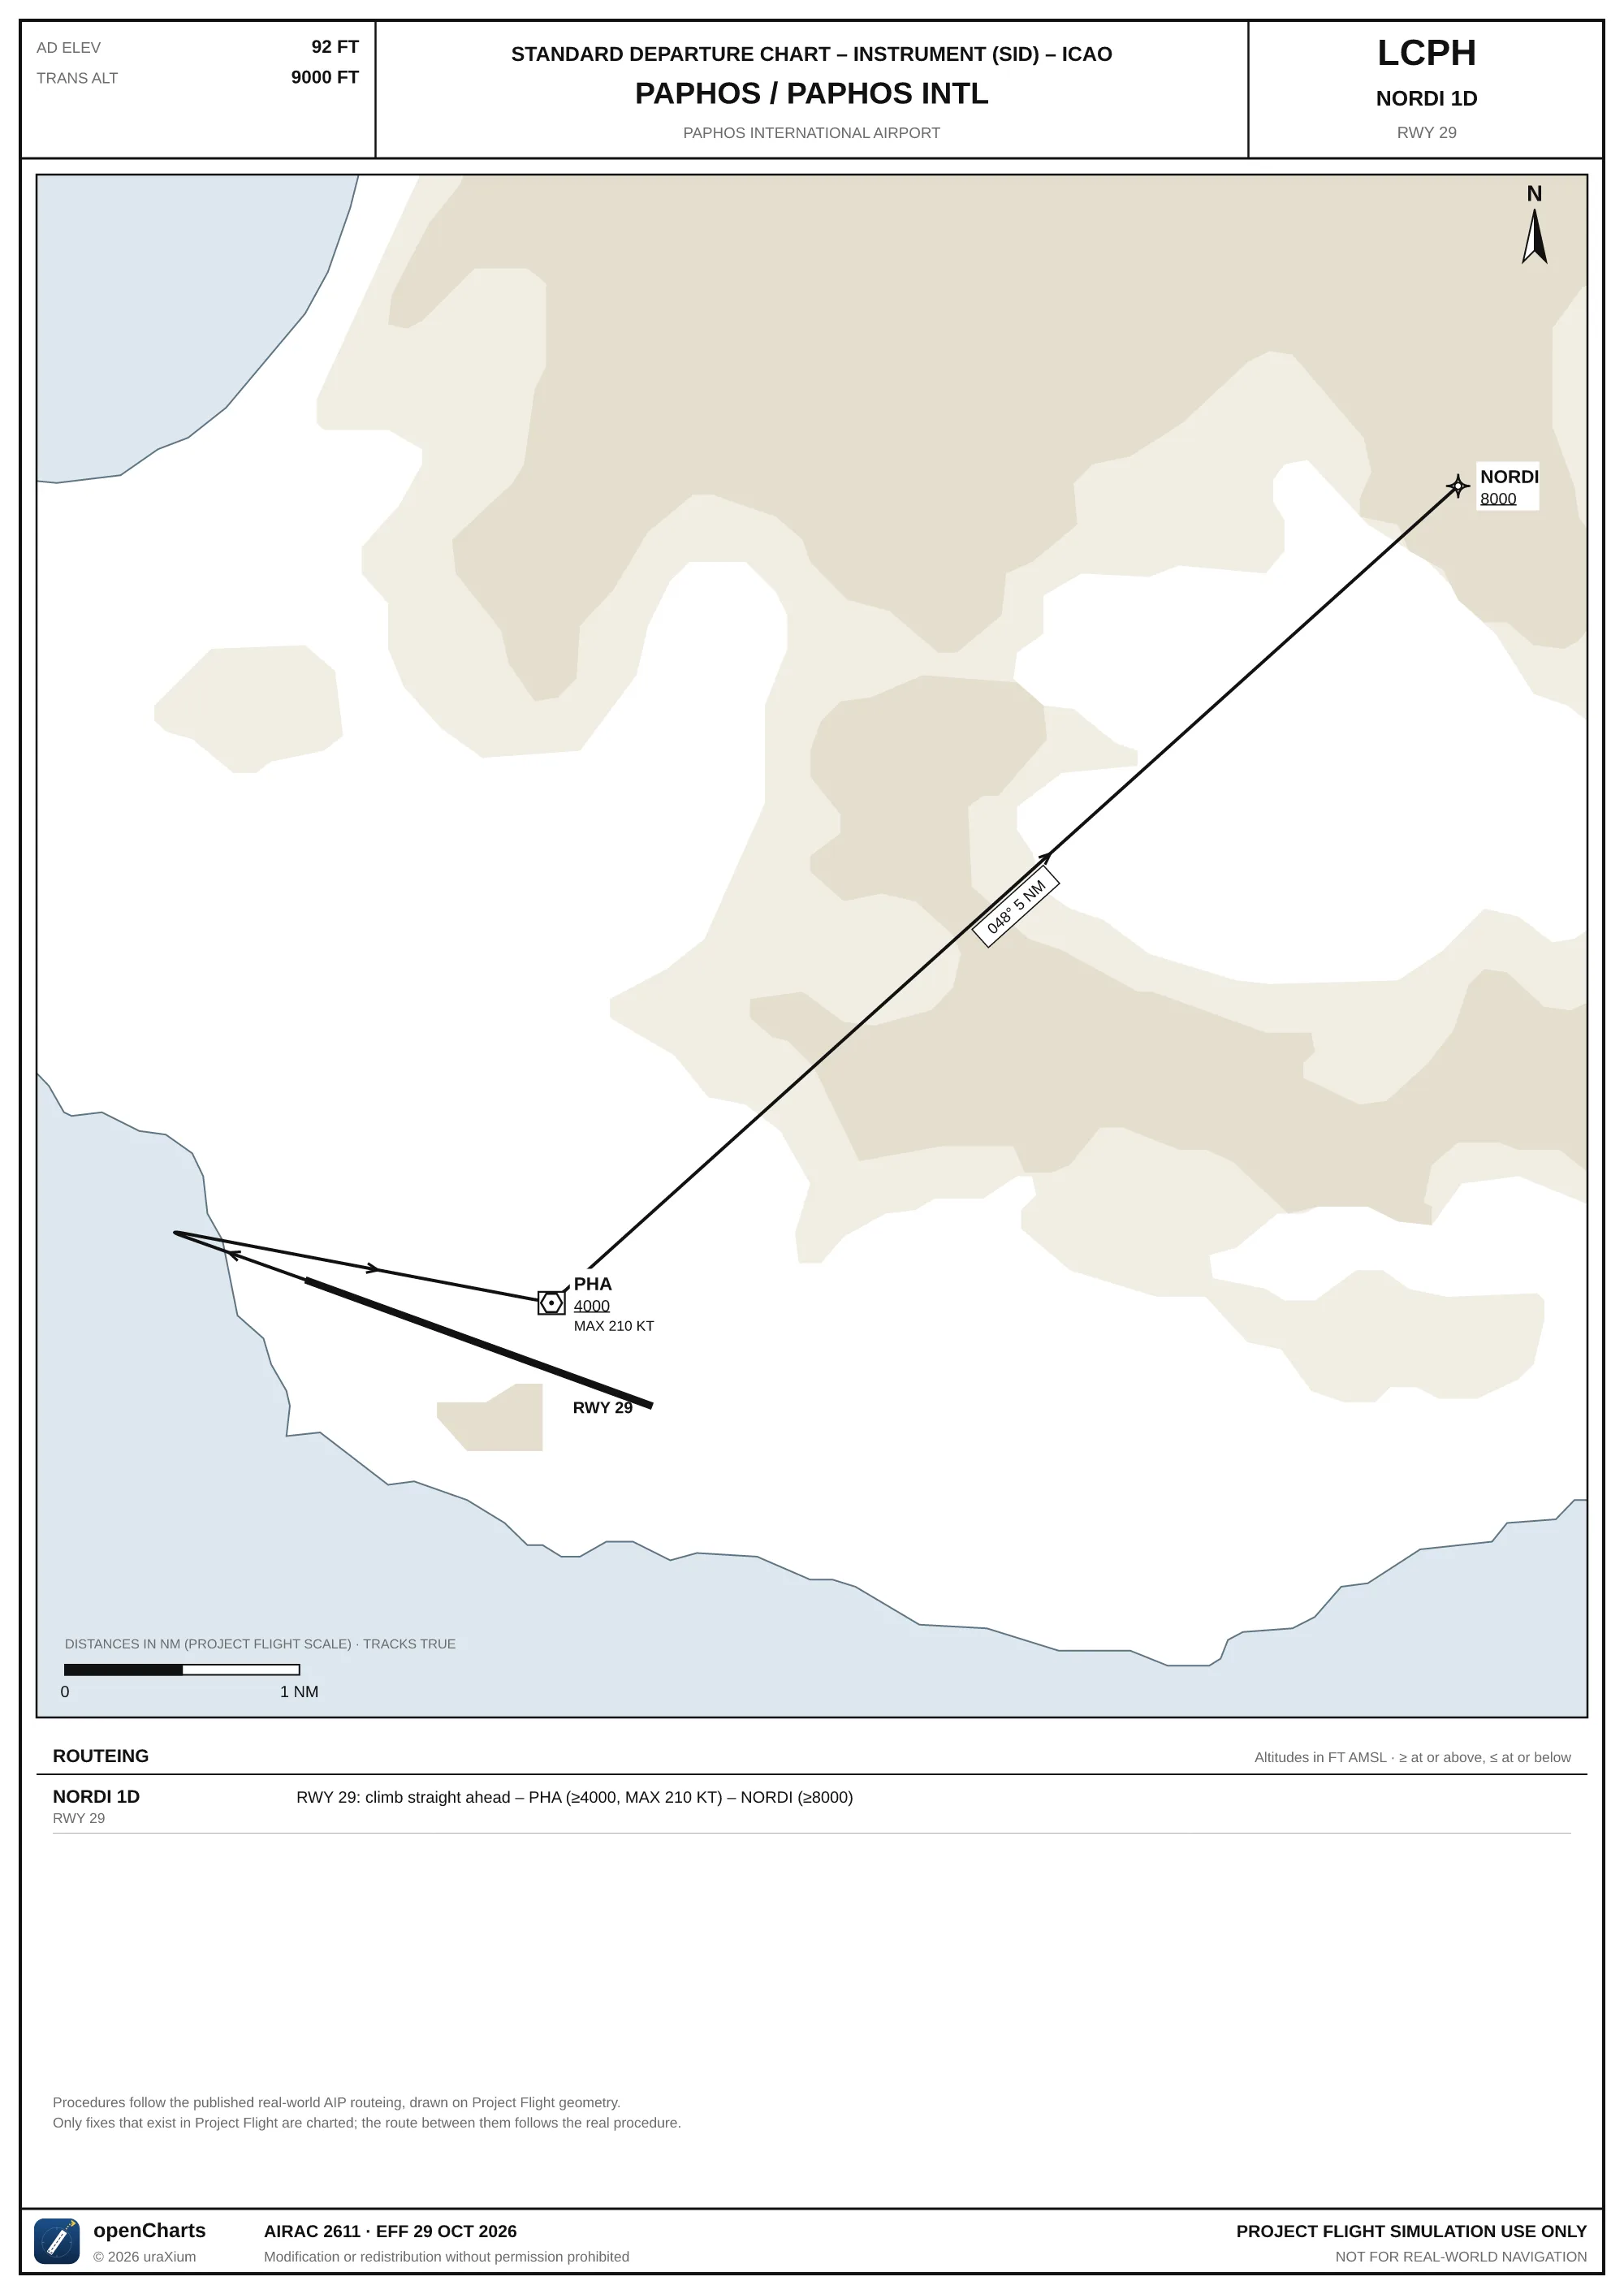 AD ELEV 92 FT
TRANS ALT 9000 FT
STANDARD DEPARTURE CHART – INSTRUMENT (SID) – ICAO
PAPHOS / PAPHOS INTL
PAPHOS INTERNATIONAL AIRPORT
LCPH
NORDI 1D
RWY 29
N
NORDI
8000
048° 5 NM
PHA
4000
MAX 210 KT
RWY 29
DISTANCES IN NM (PROJECT FLIGHT SCALE) · TRACKS TRUE
0 1 NM
ROUTEING Altitudes in FT AMSL · ≥ at or above, ≤ at or below
NORDI 1D RWY 29: climb straight ahead – PHA (≥4000, MAX 210 KT) – NORDI (≥8000)
RWY 29
Procedures follow the published real-world AIP routeing, drawn on Project Flight geometry.
Only fixes that exist in Project Flight are charted; the route between them follows the real procedure.
openCharts AIRAC 2611 · EFF 29 OCT 2026 PROJECT FLIGHT SIMULATION USE ONLY
© 2026 uraXium Modification or redistribution without permission prohibited NOT FOR REAL-WORLD NAVIGATION